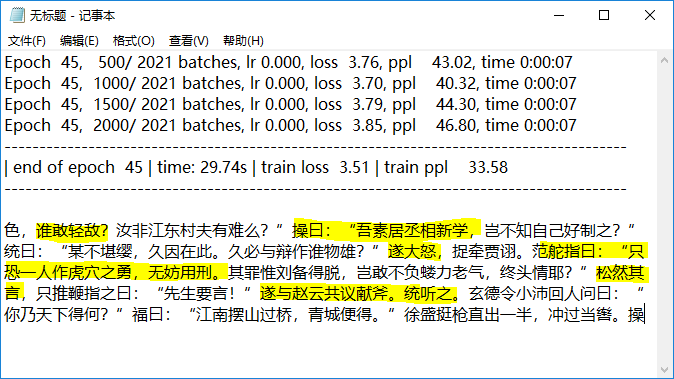 无标题 - 记事本
文件(F) 编辑(E) 格式(O) 查看(V) 帮助(H)
Epoch 45, 500/ 2021 batches, lr 0.000, loss 3.76, ppl 43.02, time 0:00:07
Epoch 45, 1000/ 2021 batches, lr 0.000, loss 3.70, ppl 40.32, time 0:00:07
Epoch 45, 1500/ 2021 batches, lr 0.000, loss 3.79, ppl 44.30, time 0:00:07
Epoch 45, 2000/ 2021 batches, lr 0.000, loss 3.85, ppl 46.80, time 0:00:07
-----------------------------------------------------------------------------------------
| end of epoch 45 | time: 29.74s | train loss 3.51 | train ppl 33.58
-----------------------------------------------------------------------------------------
色，谁敢轻敌？汝非江东村夫有难么？”操曰：“吾素居丞相新学，岂不知自己好制之？”
统曰：“某不堪缨，久因在此。久必与辩作谁物雄？”遂大怒，捉牵贾诩。范舵指曰：“只
恐一人作虎穴之勇，无妨用刑。其罪惟刘备得脱，岂敢不负蝼力老气，终头情耶？”松然其
言，只推鞭指之曰：“先生要言！”遂与赵云共议献斧。统听之。玄德令小沛回人问曰：“
你乃天下得何？”福曰：“江南摆山过桥，青城便得。”徐盛挺枪直出一半，冲过当辔。操